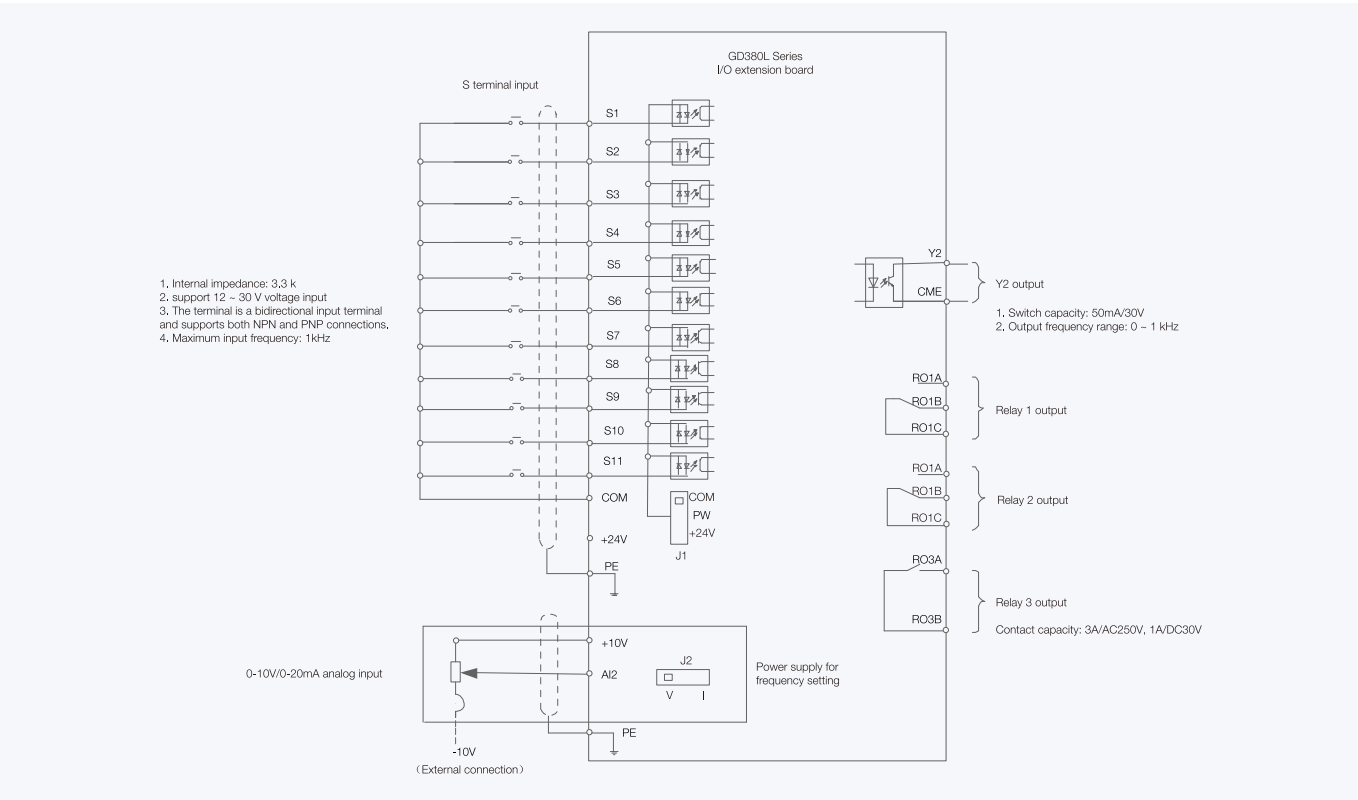 GD380L Series
I/O extension board
S terminal input
S1
S2
S3
S4
S5
S6
S7
S8
S9
S10
S11
COM
+24V
PE
COM
PW
+24V
J1
1. Internal impedance: 3.3 k
2. support 12 ~ 30 V voltage input
3. The terminal is a bidirectional input terminal
and supports both NPN and PNP connections.
4. Maximum input frequency: 1kHz
Y2
CME
Y2 output
1. Switch capacity: 50mA/30V
2. Output frequency range: 0 ~ 1 kHz
RO1A
RO1B
RO1C
Relay 1 output
RO1A
RO1B
RO1C
Relay 2 output
RO3A
RO3B
Relay 3 output
Contact capacity: 3A/AC250V, 1A/DC30V
0-10V/0-20mA analog input
+10V
AI2
J2
V I
Power supply for
frequency setting
PE
-10V
(External connection)